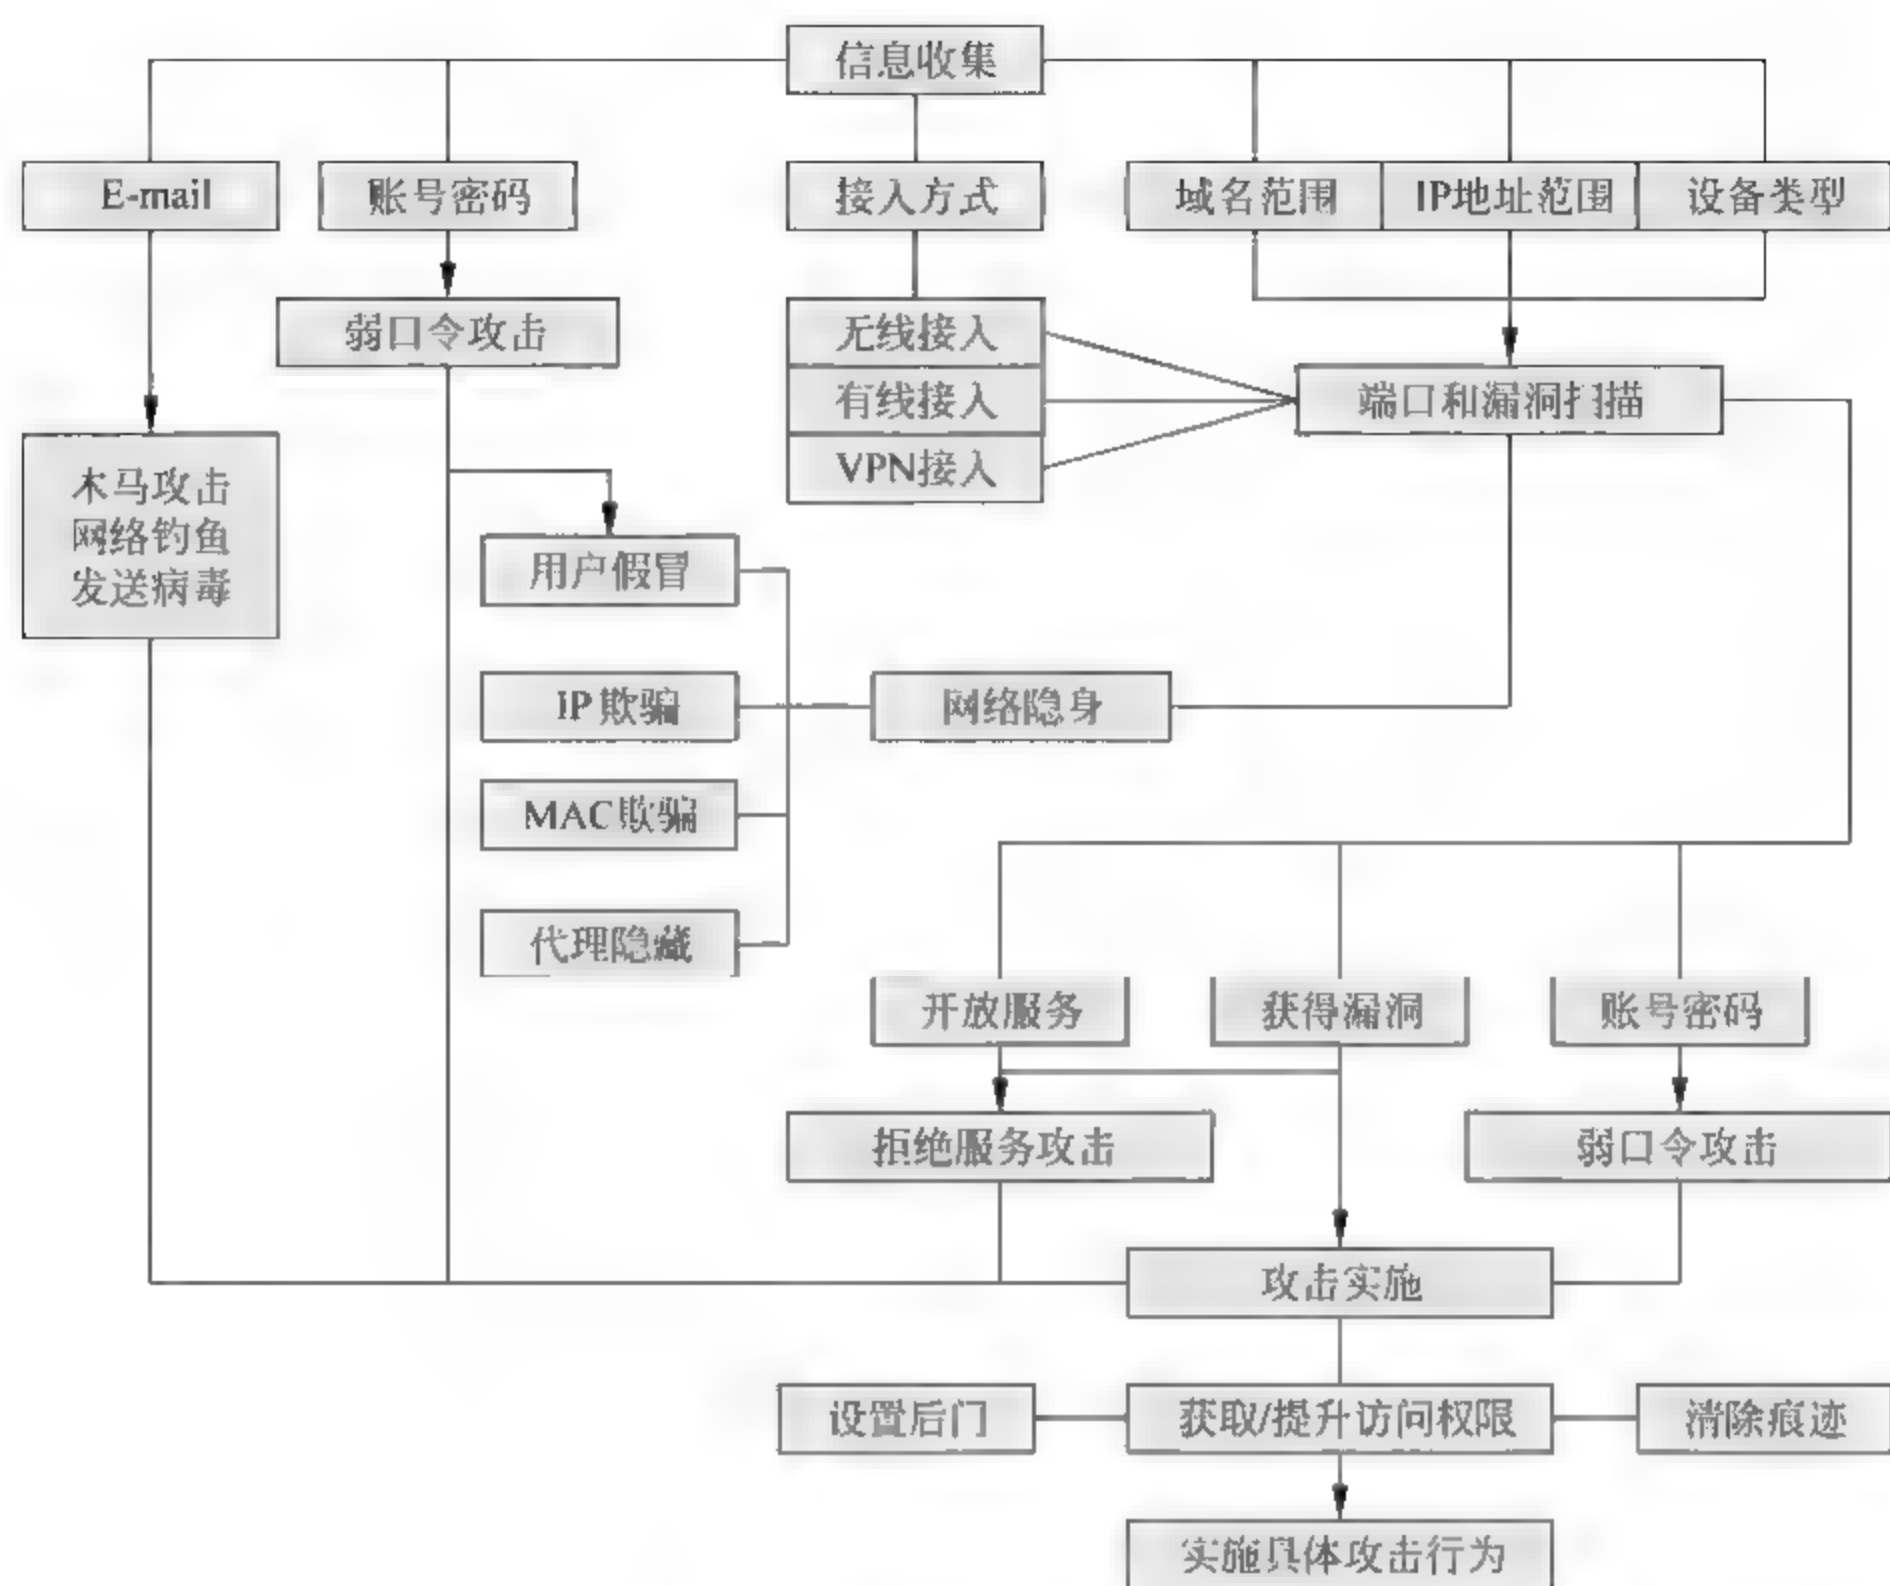 信息收集
E-mail
账号密码
接入方式
域名范围
IP地址范围
设备类型
弱口令攻击
无线接入
有线接入
VPN接入
端口和漏洞扫描
木马攻击
网络钓鱼
发送病毒
用户假冒
IP欺骗
网络隐身
MAC欺骗
代理隐藏
开放服务
获得漏洞
账号密码
拒绝服务攻击
弱口令攻击
攻击实施
设置后门
获取/提升访问权限
清除痕迹
实施具体攻击行为